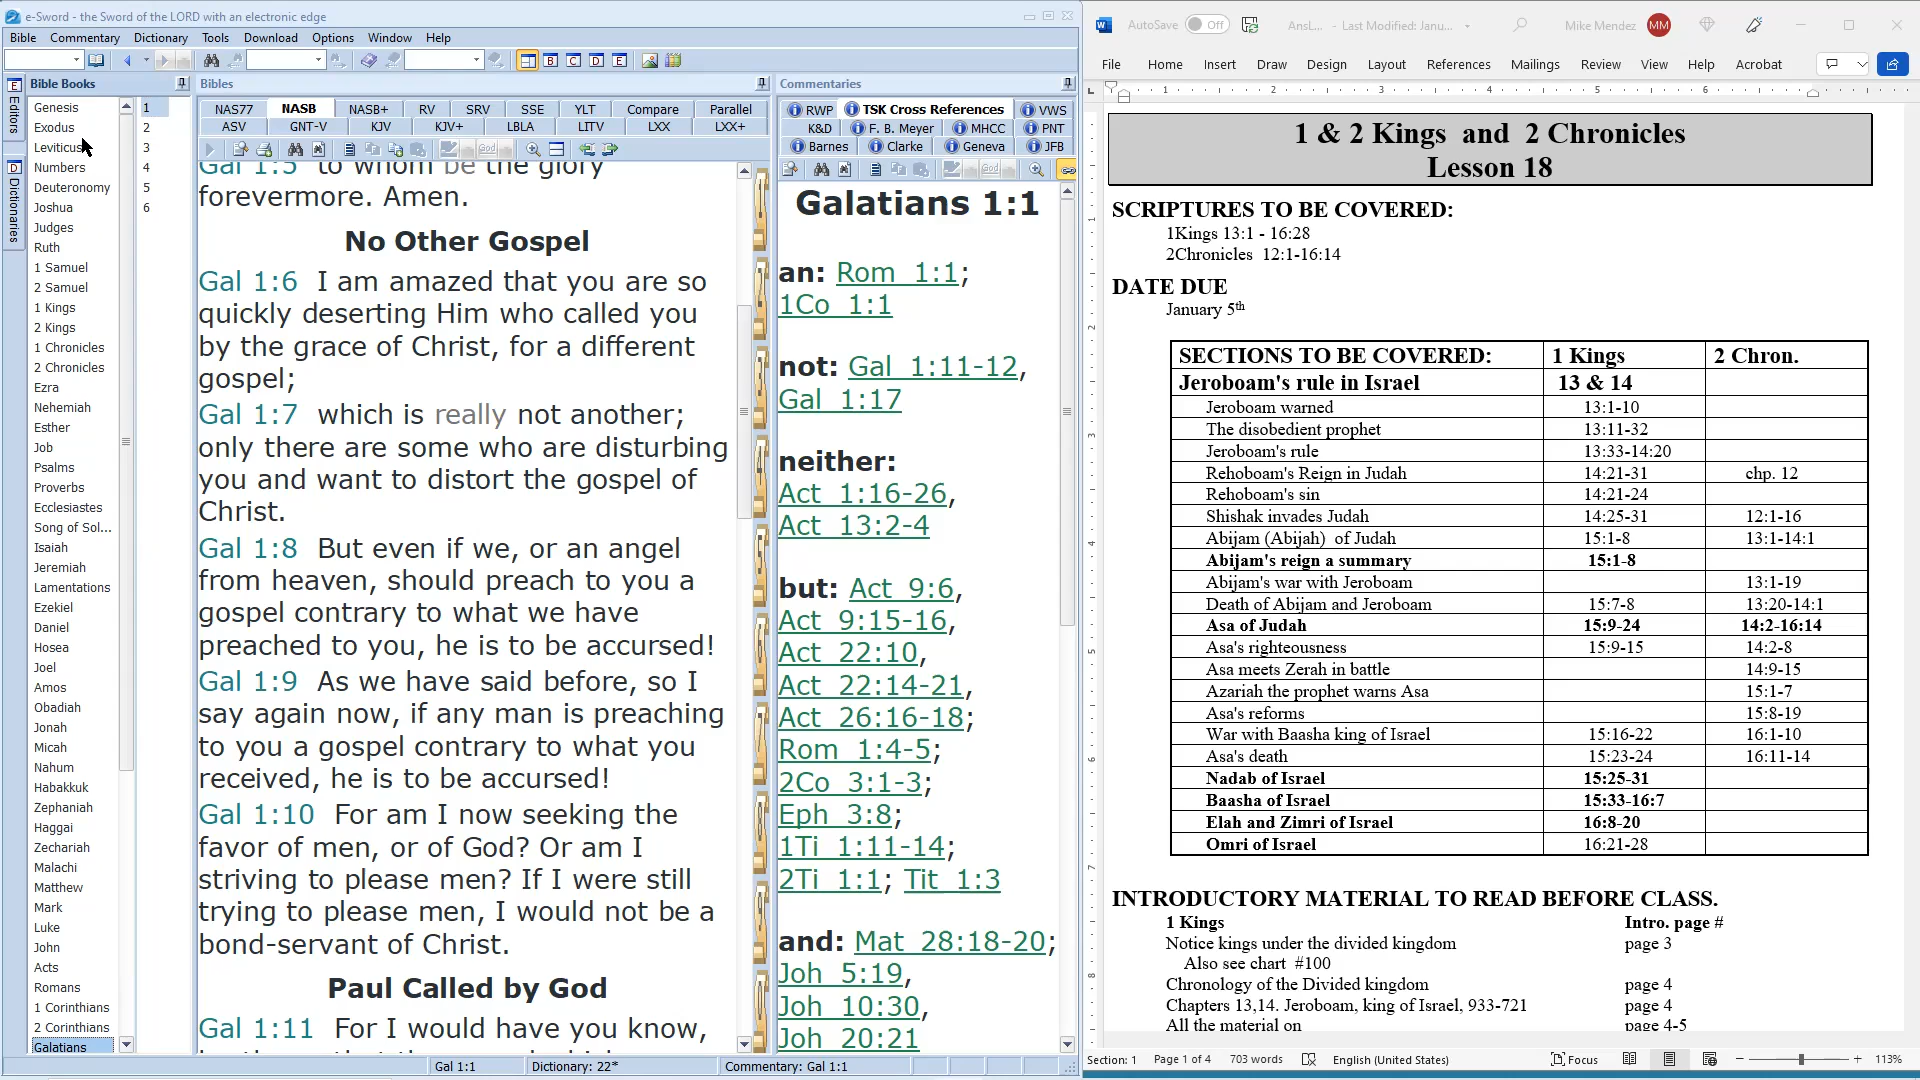 e-Sword - the Sword of the LORD with an electronic edge
Bible Commentary Dictionary Tools Download Options Window Help
B C D E
E Editors
D Dictionaries
Bible Books
Genesis
Exodus
Leviticus
Numbers
Deuteronomy
Joshua
Judges
Ruth
1 Samuel
2 Samuel
1 Kings
2 Kings
1 Chronicles
2 Chronicles
Ezra
Nehemiah
Esther
Job
Psalms
Proverbs
Ecclesiastes
Song of Sol...
Isaiah
Jeremiah
Lamentations
Ezekiel
Daniel
Hosea
Joel
Amos
Obadiah
Jonah
Micah
Nahum
Habakkuk
Zephaniah
Haggai
Zechariah
Malachi
Matthew
Mark
Luke
John
Acts
Romans
1 Corinthians
2 Corinthians
Galatians
1
2
3
4
5
6
Bibles
NAS77 NASB NASB+ RV SRV SSE YLT Compare Parallel
ASV GNT-V KJV KJV+ LBLA LITV LXX LXX+
God
Gal 1:5 to whom be the glory
forevermore. Amen.
No Other Gospel
Gal 1:6 I am amazed that you are so
quickly deserting Him who called you
by the grace of Christ, for a different
gospel;
Gal 1:7 which is really not another;
only there are some who are disturbing
you and want to distort the gospel of
Christ.
Gal 1:8 But even if we, or an angel
from heaven, should preach to you a
gospel contrary to what we have
preached to you, he is to be accursed!
Gal 1:9 As we have said before, so I
say again now, if any man is preaching
to you a gospel contrary to what you
received, he is to be accursed!
Gal 1:10 For am I now seeking the
favor of men, or of God? Or am I
striving to please men? If I were still
trying to please men, I would not be a
bond-servant of Christ.
Paul Called by God
Gal 1:11 For I would have you know,
Commentaries
RWP TSK Cross References VWS
K&D F. B. Meyer MHCC PNT
Barnes Clarke Geneva JFB
God
Galatians 1:1
an: Rom 1:1;
1Co 1:1
not: Gal 1:11-12,
Gal 1:17
neither:
Act 1:16-26,
Act 13:2-4
but: Act 9:6,
Act 9:15-16,
Act 22:10,
Act 22:14-21,
Act 26:16-18;
Rom 1:4-5;
2Co 3:1-3;
Eph 3:8;
1Ti 1:11-14;
2Ti 1:1; Tit 1:3
and: Mat 28:18-20;
Joh 5:19,
Joh 10:30,
Joh 20:21
Gal 1:1 Dictionary: 22* Commentary: Gal 1:1
AutoSave Off AnsL... - Last Modified: Janu... Mike Mendez MM
File Home Insert Draw Design Layout References Mailings Review View Help Acrobat
1 2 3 4 5 6
1
2
3
4
5
6
7
8
1 & 2 Kings and 2 Chronicles
Lesson 18
SCRIPTURES TO BE COVERED:
1Kings 13:1 - 16:28
2Chronicles 12:1-16:14
DATE DUE
January 5th
SECTIONS TO BE COVERED: 1 Kings 2 Chron.
Jeroboam's rule in Israel 13 & 14
Jeroboam warned 13:1-10
The disobedient prophet 13:11-32
Jeroboam's rule 13:33-14:20
Rehoboam's Reign in Judah 14:21-31 chp. 12
Rehoboam's sin 14:21-24
Shishak invades Judah 14:25-31 12:1-16
Abijam (Abijah) of Judah 15:1-8 13:1-14:1
Abijam's reign a summary 15:1-8
Abijam's war with Jeroboam 13:1-19
Death of Abijam and Jeroboam 15:7-8 13:20-14:1
Asa of Judah 15:9-24 14:2-16:14
Asa's righteousness 15:9-15 14:2-8
Asa meets Zerah in battle 14:9-15
Azariah the prophet warns Asa 15:1-7
Asa's reforms 15:8-19
War with Baasha king of Israel 15:16-22 16:1-10
Asa's death 15:23-24 16:11-14
Nadab of Israel 15:25-31
Baasha of Israel 15:33-16:7
Elah and Zimri of Israel 16:8-20
Omri of Israel 16:21-28
INTRODUCTORY MATERIAL TO READ BEFORE CLASS.
1 Kings Intro. page #
Notice kings under the divided kingdom page 3
Also see chart #100
Chronology of the Divided kingdom page 4
Chapters 13,14. Jeroboam, king of Israel, 933-721 page 4
All the material on page 4-5
Section: 1 Page 1 of 4 703 words English (United States) Focus 113%